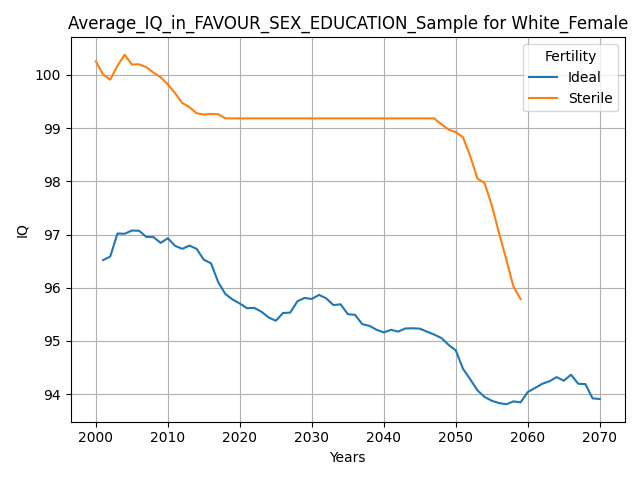 Average_IQ_in_FAVOUR_SEX_EDUCATION_Sample for White_Female
Fertility
Ideal
Sterile
IQ
100
99
98
97
96
95
94
2000 2010 2020 2030 2040 2050 2060 2070
Years